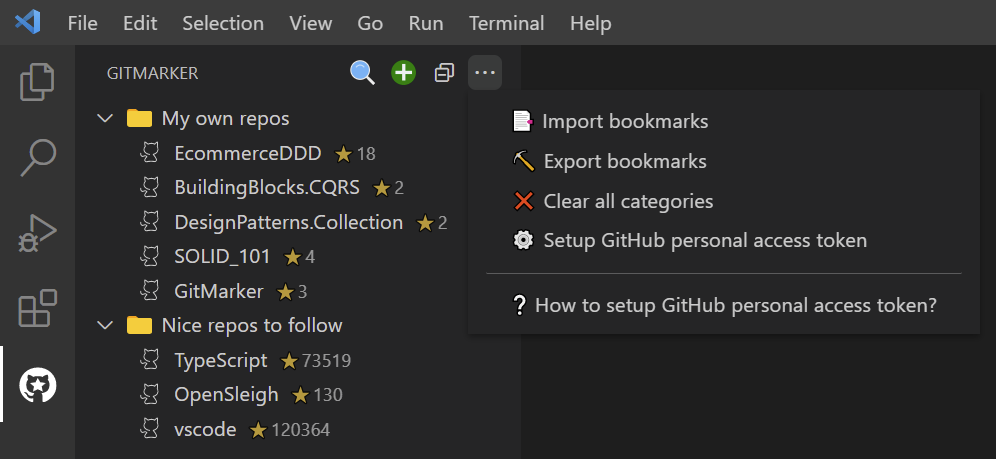 File Edit Selection View Go Run Terminal Help
GITMARKER
My own repos
EcommerceDDD 18
BuildingBlocks.CQRS 2
DesignPatterns.Collection 2
SOLID_101 4
GitMarker 3
Nice repos to follow
TypeScript 73519
OpenSleigh 130
vscode 120364
Import bookmarks
Export bookmarks
Clear all categories
Setup GitHub personal access token
? How to setup GitHub personal access token?